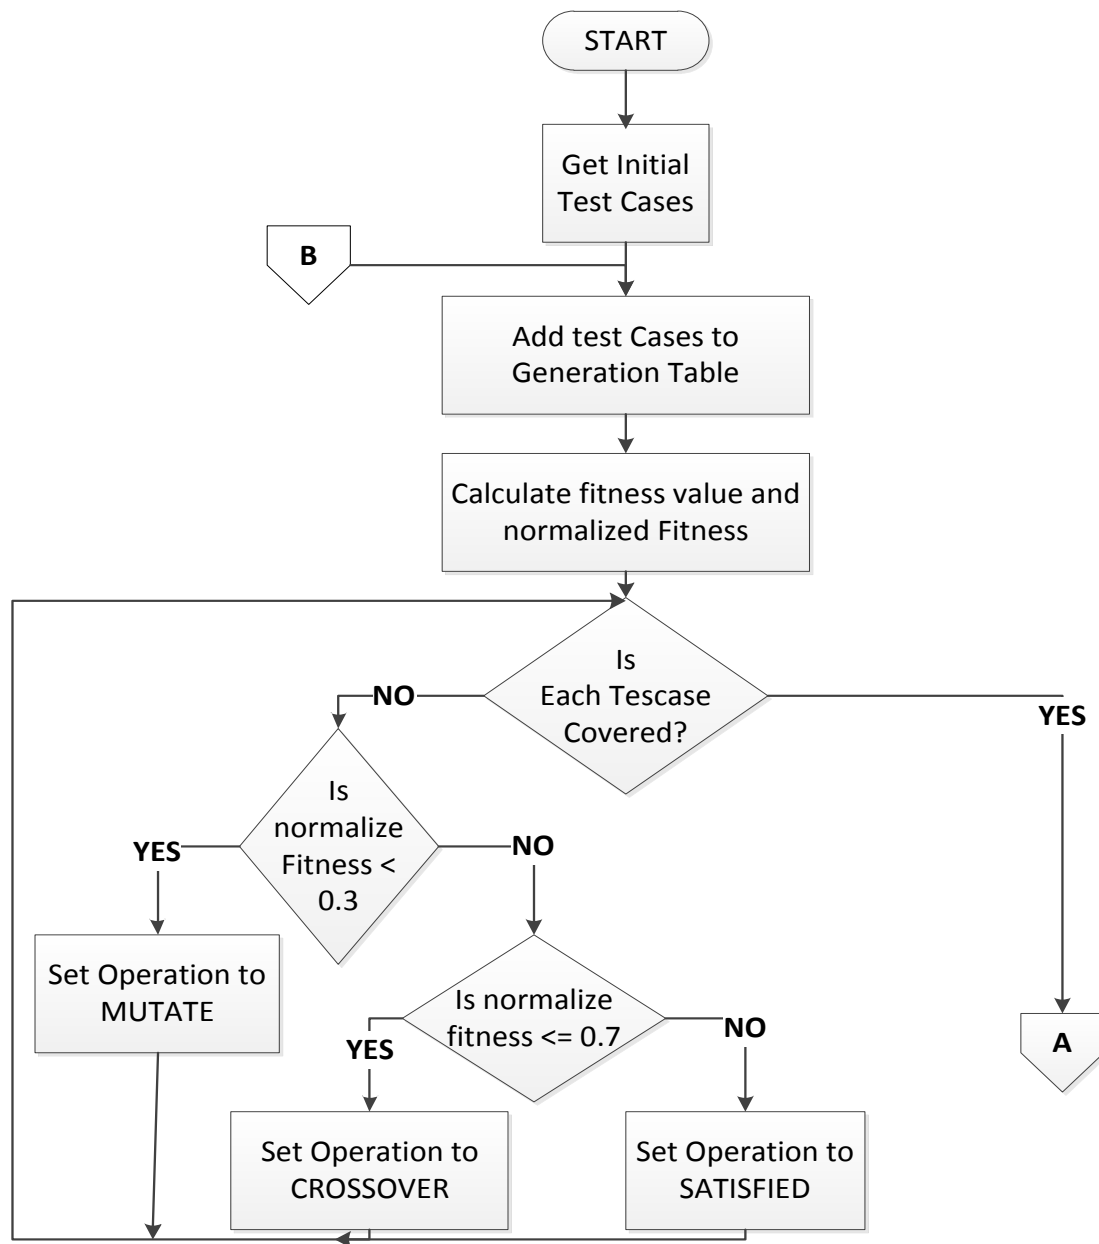 START
Get Initial
Test Cases
B
Add test Cases to
Generation Table
Calculate fitness value and
normalized Fitness
Is
Each Tescase
Covered?
NO
YES
Is
normalize
Fitness <
0.3
YES
NO
Set Operation to
MUTATE
Is normalize
fitness <= 0.7
YES
NO
A
Set Operation to
CROSSOVER
Set Operation to
SATISFIED